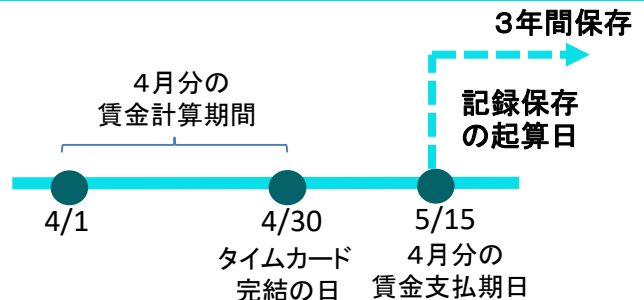 3年間保存
4月分の
賃金計算期間
記録保存
の起算日
4/1
4/30
5/15
タイムカード
完結の日
4月分の
賃金支払期日